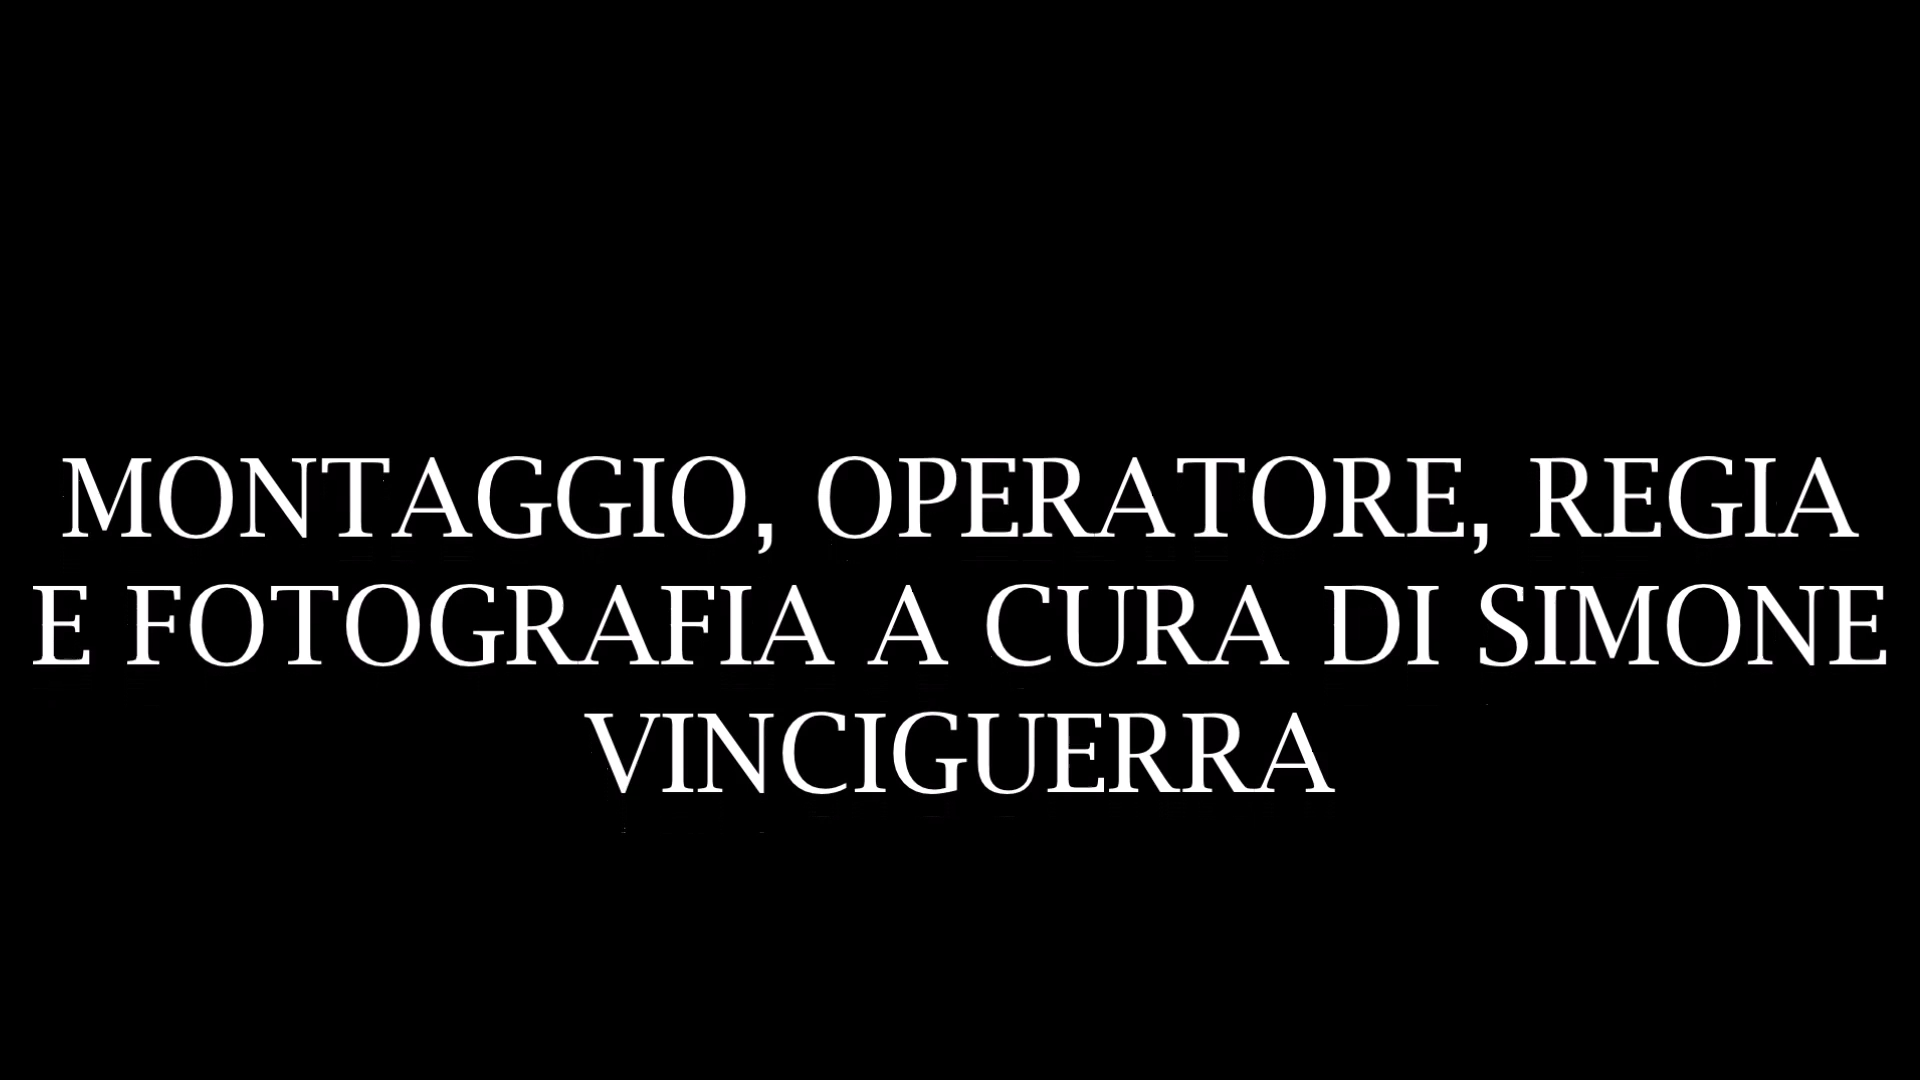 MONTAGGIO, OPERATORE, REGIA
E FOTOGRAFIA A CURA DI SIMONE
VINCIGUERRA